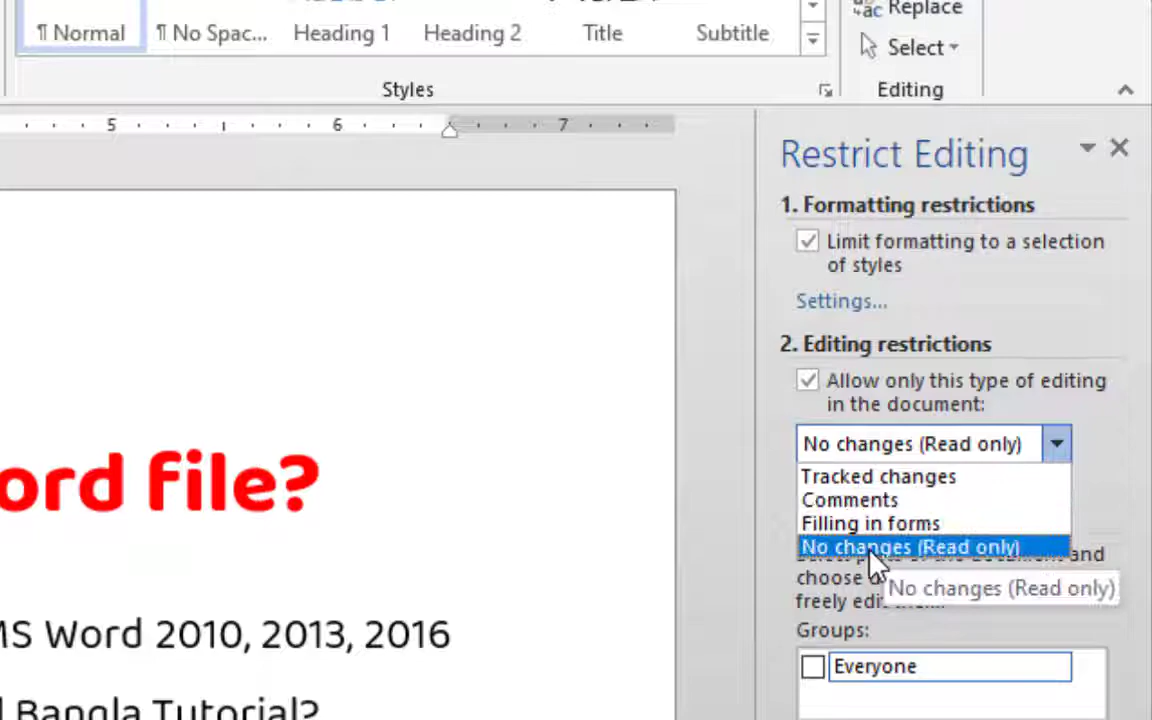 Replace
¶ Normal ¶ No Spac... Heading 1 Heading 2 Title Subtitle
Select
Styles
Editing
5 6 7
Restrict Editing
1. Formatting restrictions
Limit formatting to a selection
of styles
Settings...
2. Editing restrictions
Allow only this type of editing
in the document:
No changes (Read only)
Tracked changes
Comments
Filling in forms
No changes (Read only)
and
choose
No changes (Read only)
freely
Groups:
Everyone
ord file?
MS Word 2010, 2013, 2016
Bangla Tutorial?